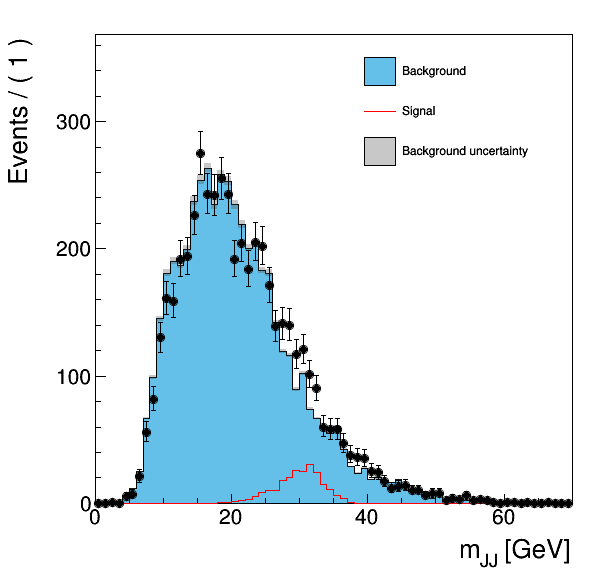 Events / ( 1 )
Background
Signal
Background uncertainty
300
200
100
0
0 20 40 60
m_JJ [GeV]